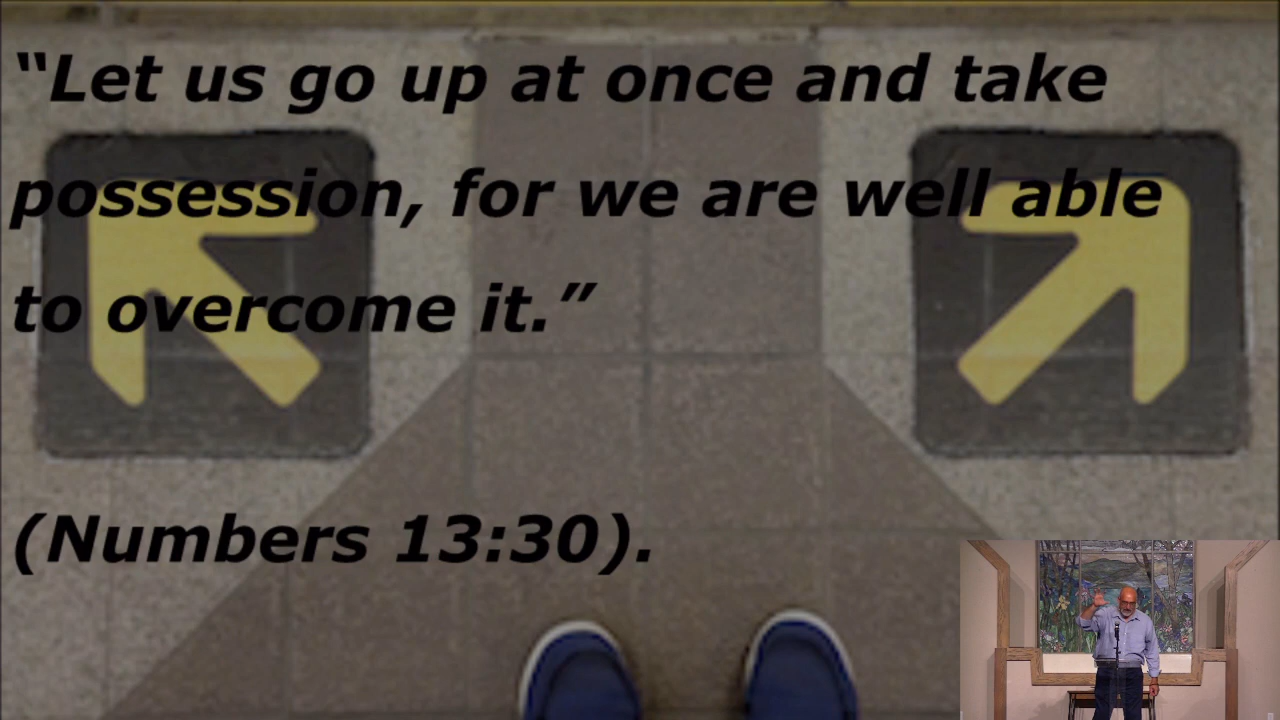 “Let us go up at once and take
possession, for we are well able
to overcome it.”
(Numbers 13:30).